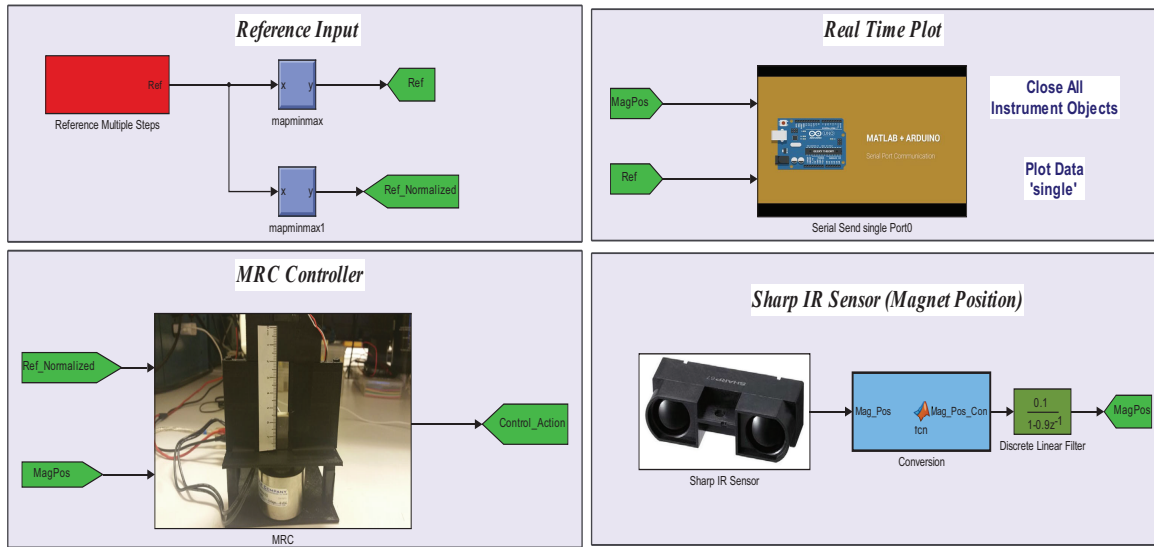 Reference Input
Ref
Reference Multiple Steps
x y
mapminmax
Ref
x y
mapminmax1
Ref_Normalized
Real Time Plot
MagPos
Ref
MATLAB + ARDUINO
Serial Port Communication
Serial Send single Port0
Close All
Instrument Objects
Plot Data
'single'
MRC Controller
Ref_Normalized
MagPos
MRC
Control_Action
Sharp IR Sensor (Magnet Position)
SHARP
Sharp IR Sensor
Mag_Pos
fcn
Mag_Pos_Con
Conversion
0.1
1-0.9z⁻¹
Discrete Linear Filter
MagPos